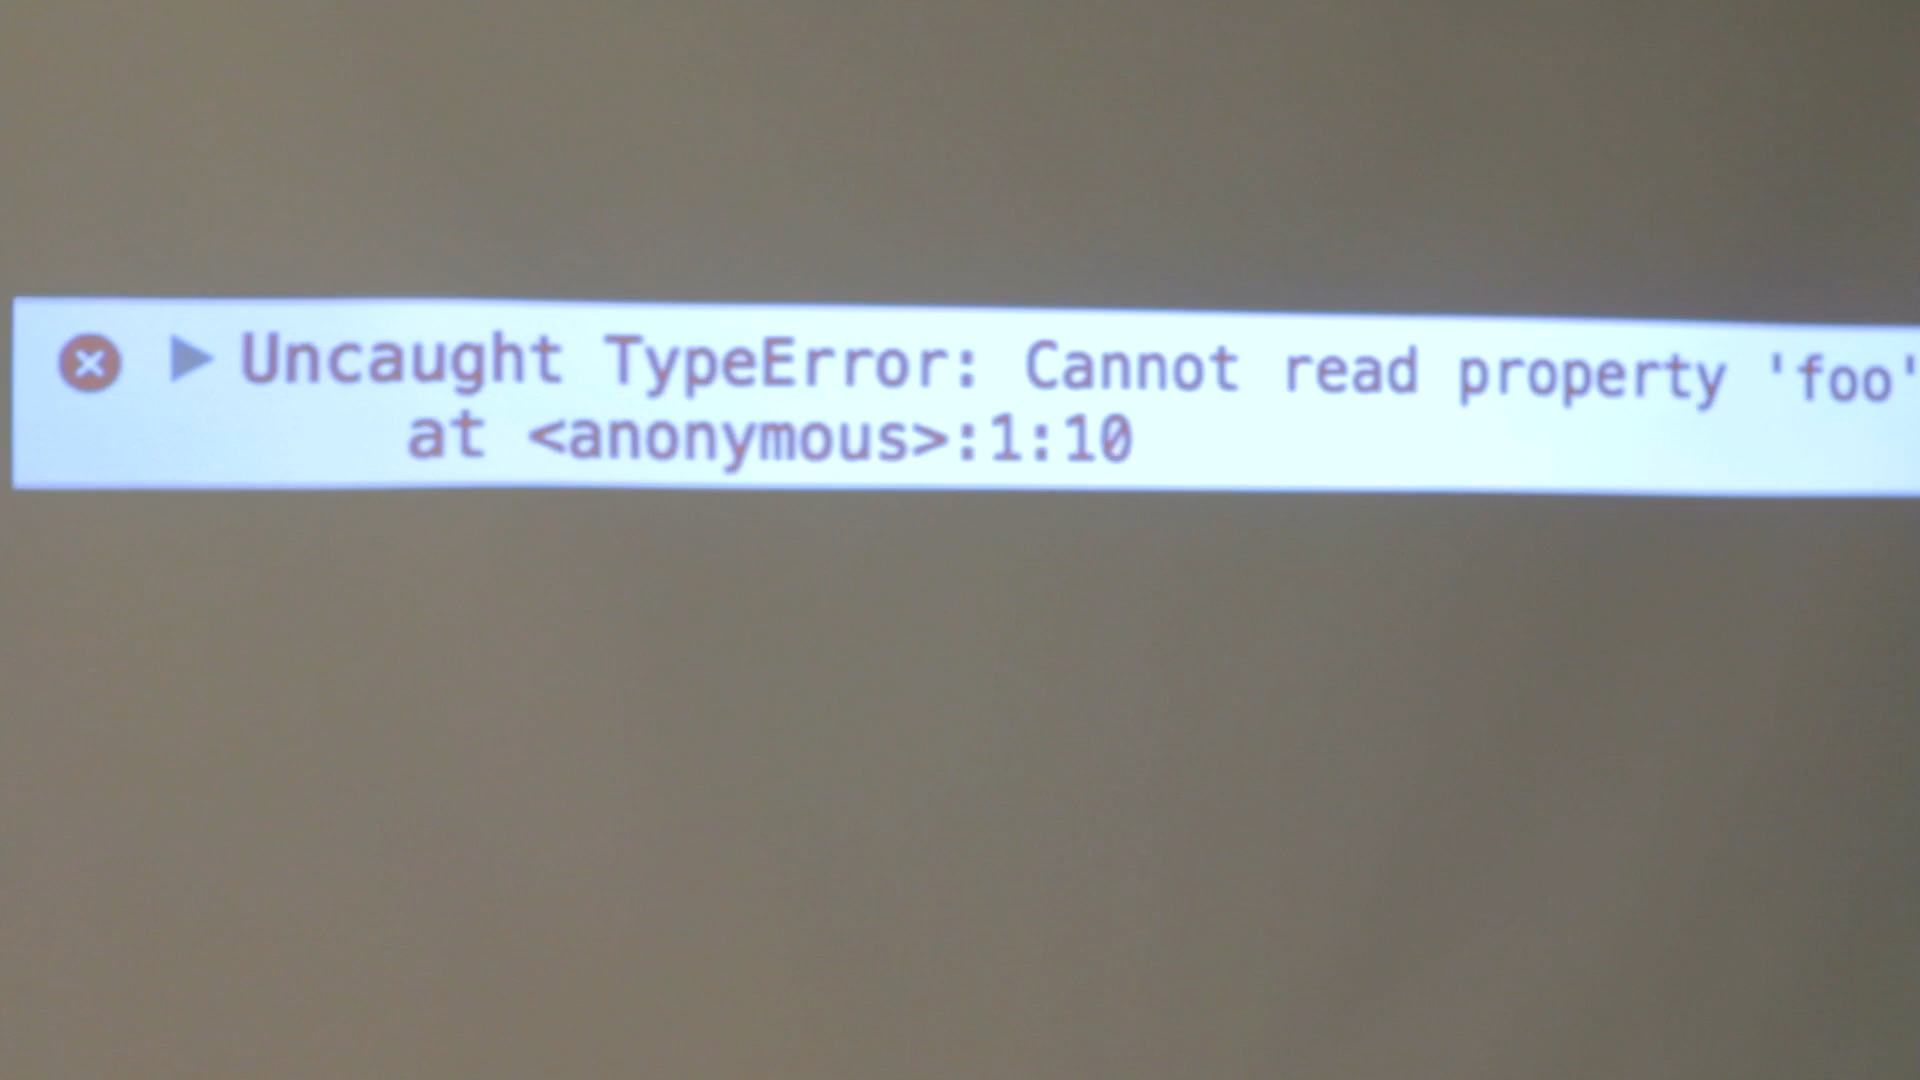 Uncaught TypeError: Cannot read property 'foo'
at <anonymous>:1:10